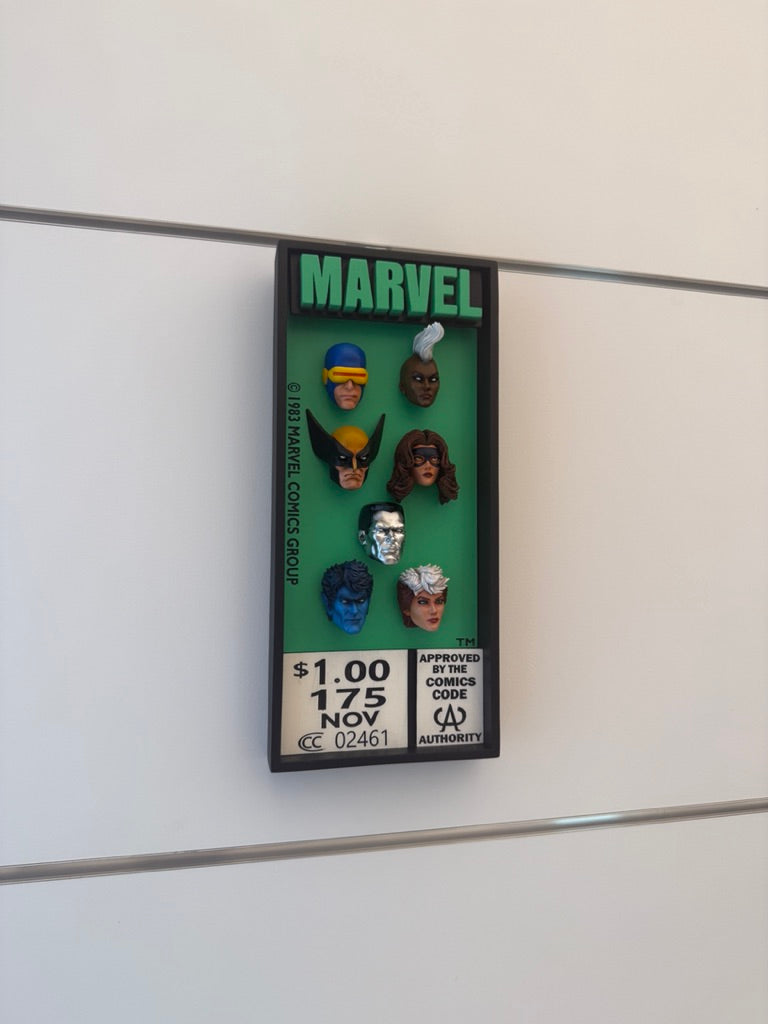 MARVEL
© 1983 MARVEL COMICS GROUP
TM
$1.00
175
NOV
CC 02461
APPROVED
BY THE
COMICS
CODE
CA
AUTHORITY